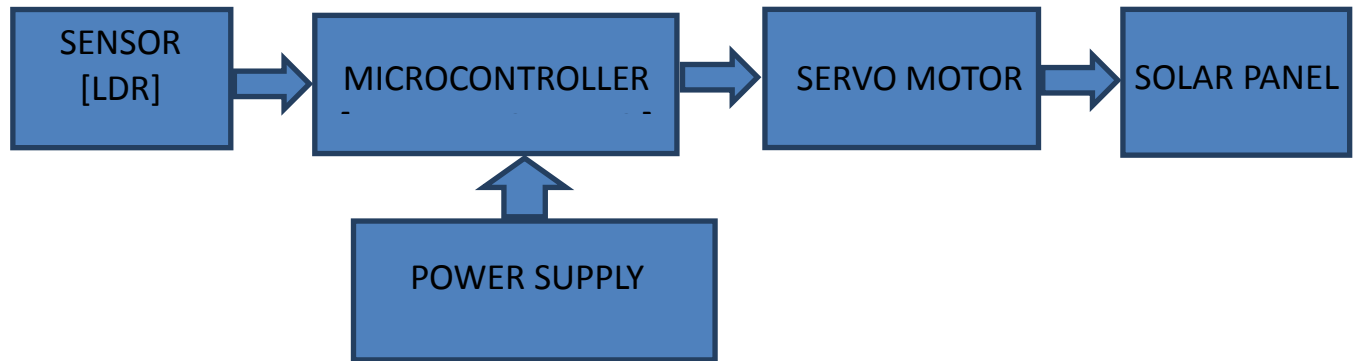 SENSOR
[LDR]
MICROCONTROLLER
SERVO MOTOR
SOLAR PANEL
POWER SUPPLY